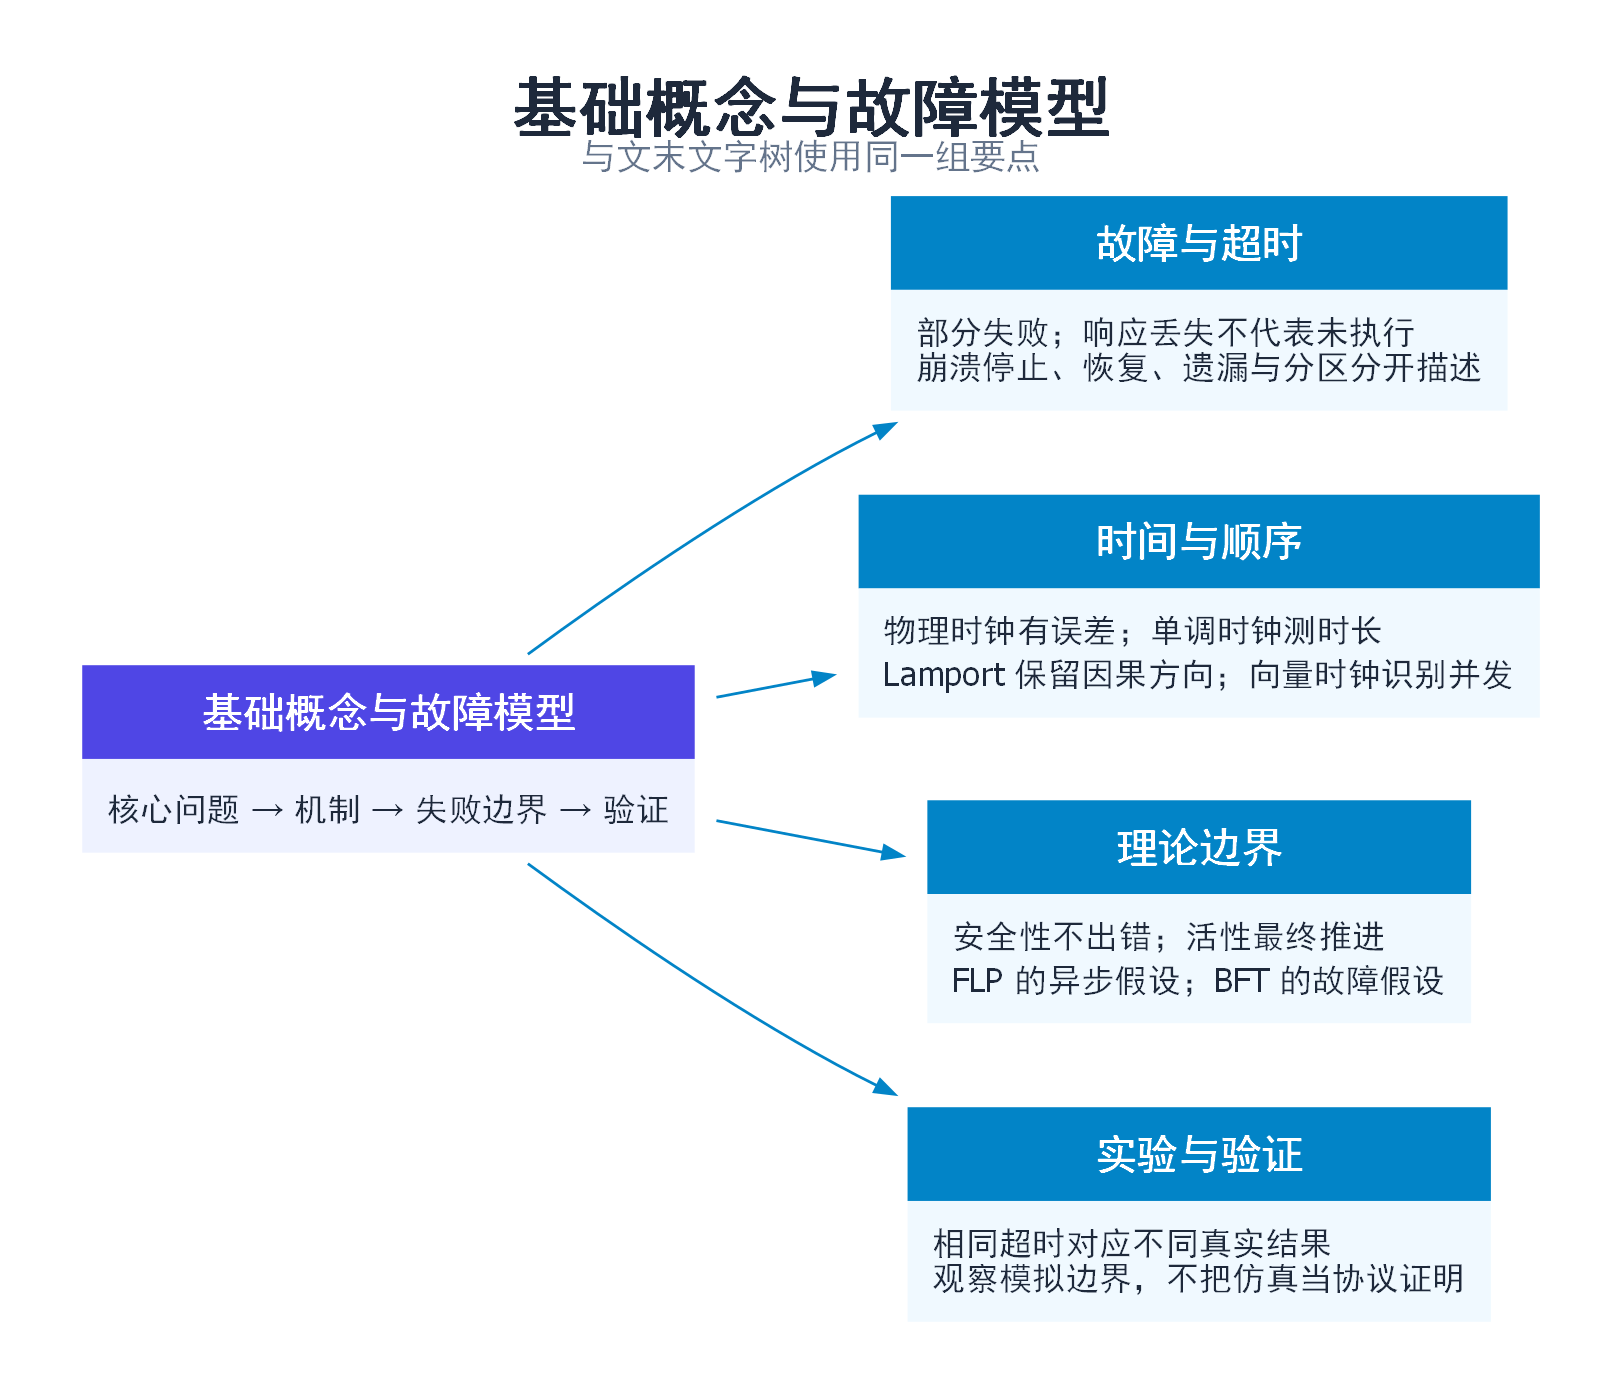 基础概念与故障模型
与文末文字树使用同一组要点
故障与超时
部分失败；响应丢失不代表未执行
崩溃停止、恢复、遗漏与分区分开描述
时间与顺序
物理时钟有误差；单调时钟测时长
Lamport 保留因果方向；向量时钟识别并发
基础概念与故障模型
核心问题 → 机制 → 失败边界 → 验证
理论边界
安全性不出错；活性最终推进
FLP 的异步假设；BFT 的故障假设
实验与验证
相同超时对应不同真实结果
观察模拟边界，不把仿真当协议证明